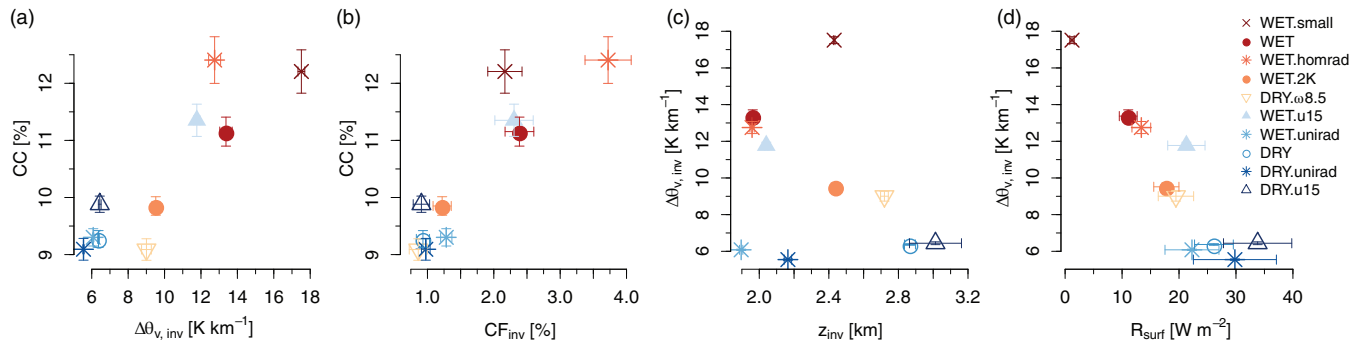 (a)
CC [%]
12
11
10
9
6
8
10
12
14
16
18
Δθv, inv [K km−1]
(b)
CC [%]
12
11
10
9
1.0
2.0
3.0
4.0
CFinv [%]
(c)
Δθv, inv [K km−1]
18
16
14
12
10
8
6
2.0
2.4
2.8
3.2
zinv [km]
(d)
Δθv, inv [K km−1]
18
16
14
12
10
8
6
0
10
20
30
40
Rsurf [W m−2]
WET.small
WET
WET.homrad
WET.2K
DRY.ω8.5
WET.u15
WET.unirad
DRY
DRY.unirad
DRY.u15